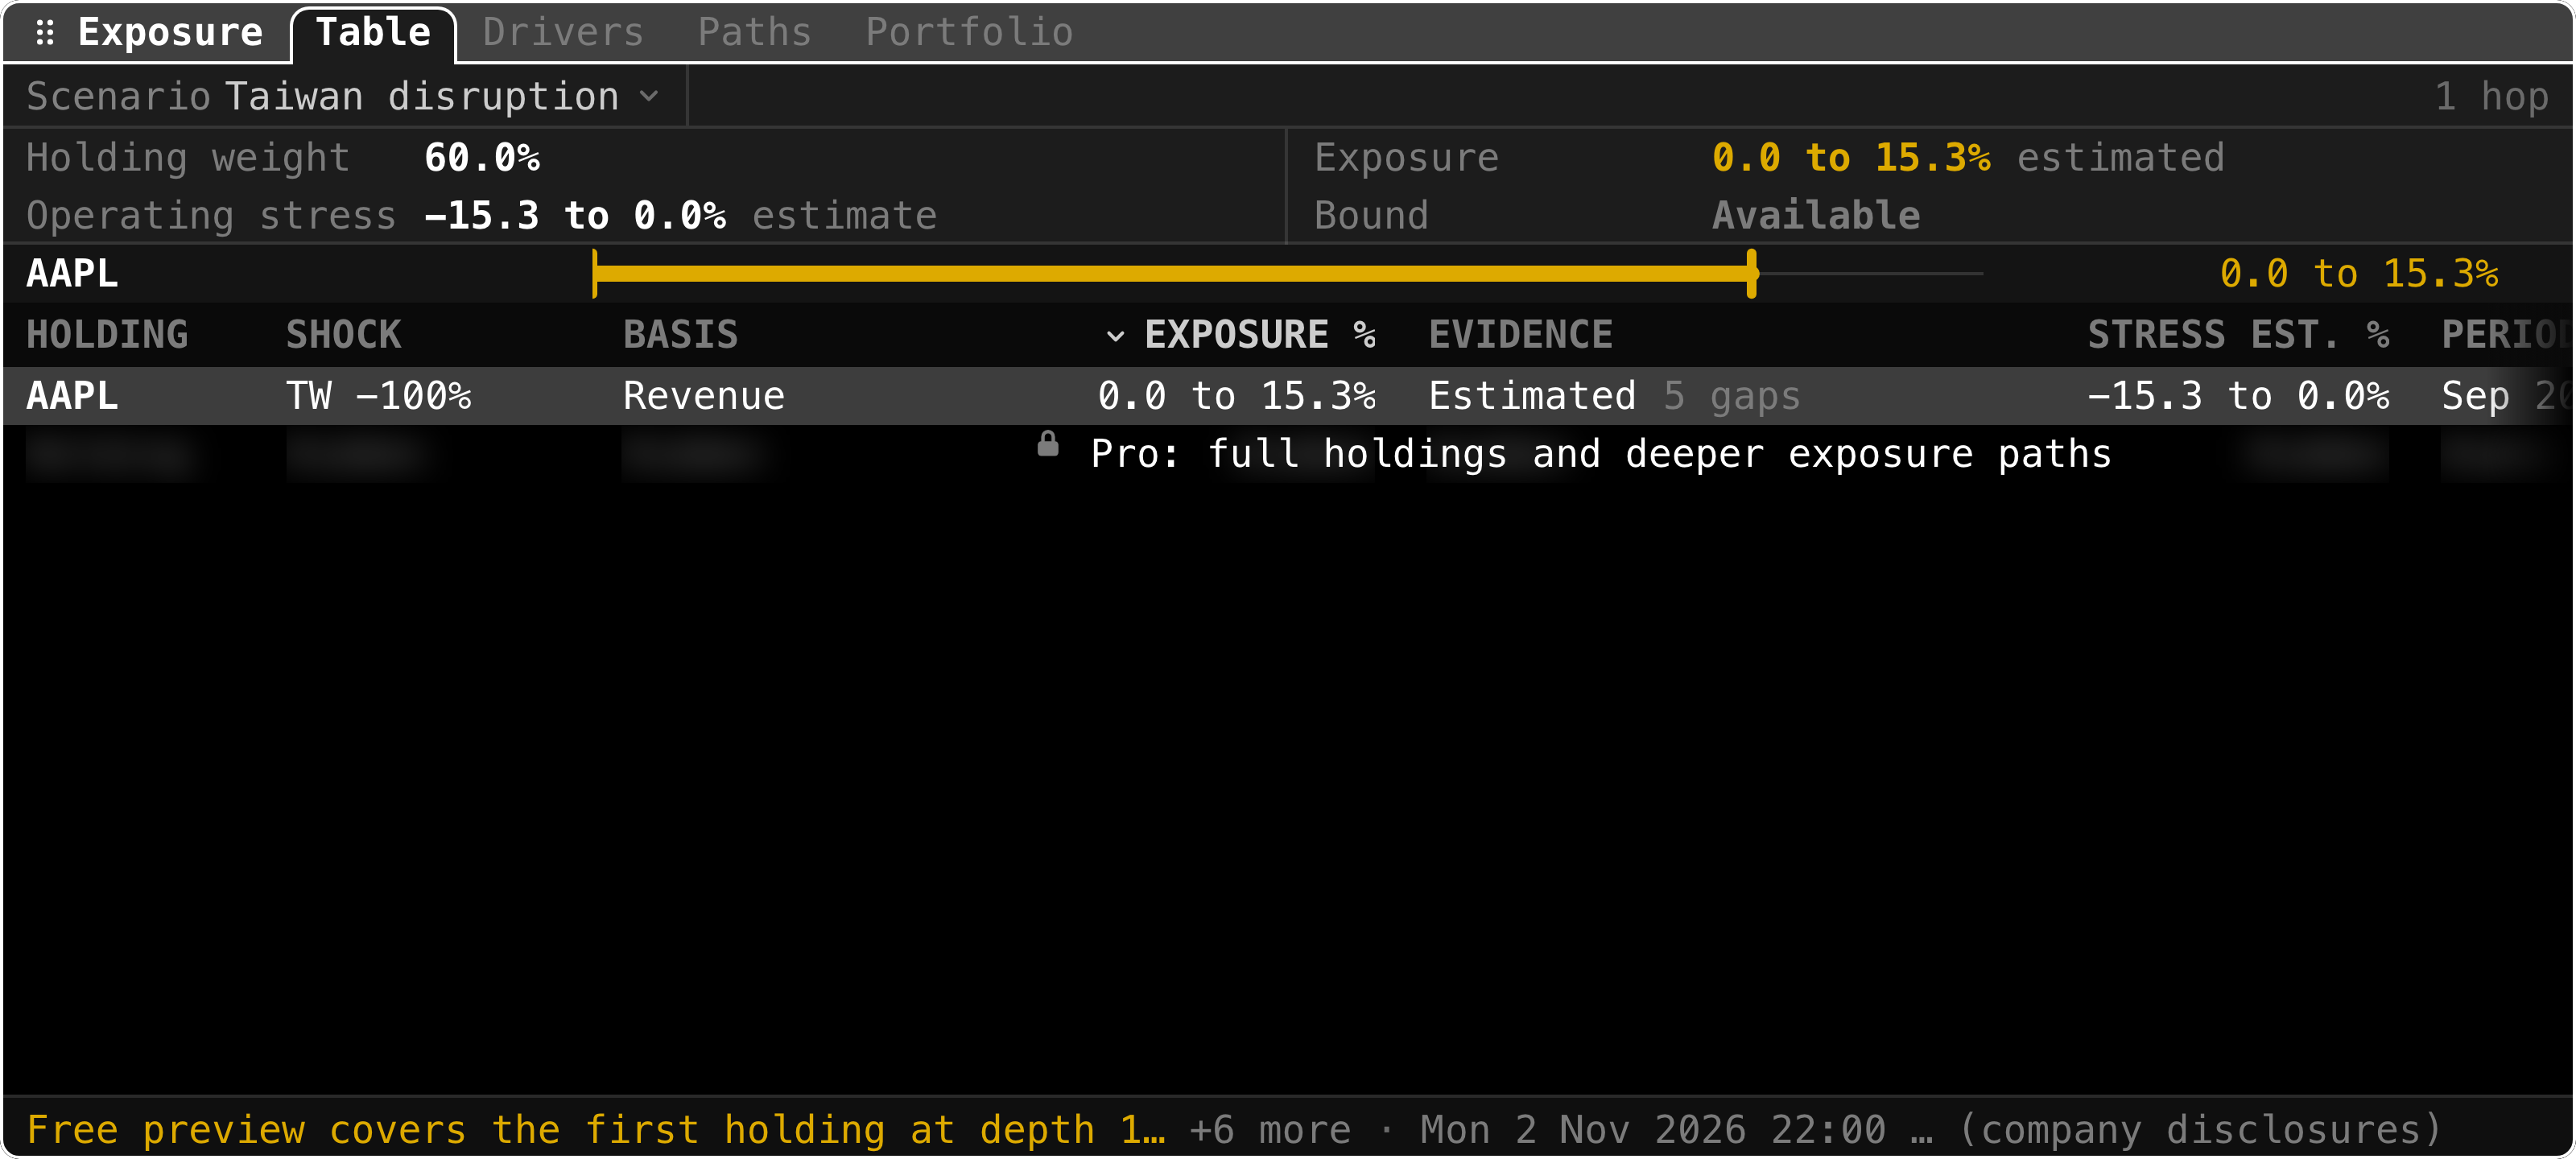 Exposure Table Drivers Paths Portfolio
Scenario Taiwan disruption 1 hop
Holding weight 60.0% Exposure 0.0 to 15.3% estimated
Operating stress −15.3 to 0.0% estimate Bound Available
AAPL 0.0 to 15.3%
HOLDING SHOCK BASIS EXPOSURE % EVIDENCE STRESS EST. %
AAPL TW −100% Revenue 0.0 to 15.3% Estimated 5 gaps −15.3 to 0.0% Sep
Pro: full holdings and deeper exposure paths
Free preview covers the first holding at depth 1… +6 more · Mon 2 Nov 2026 22:00 … (company disclosures)